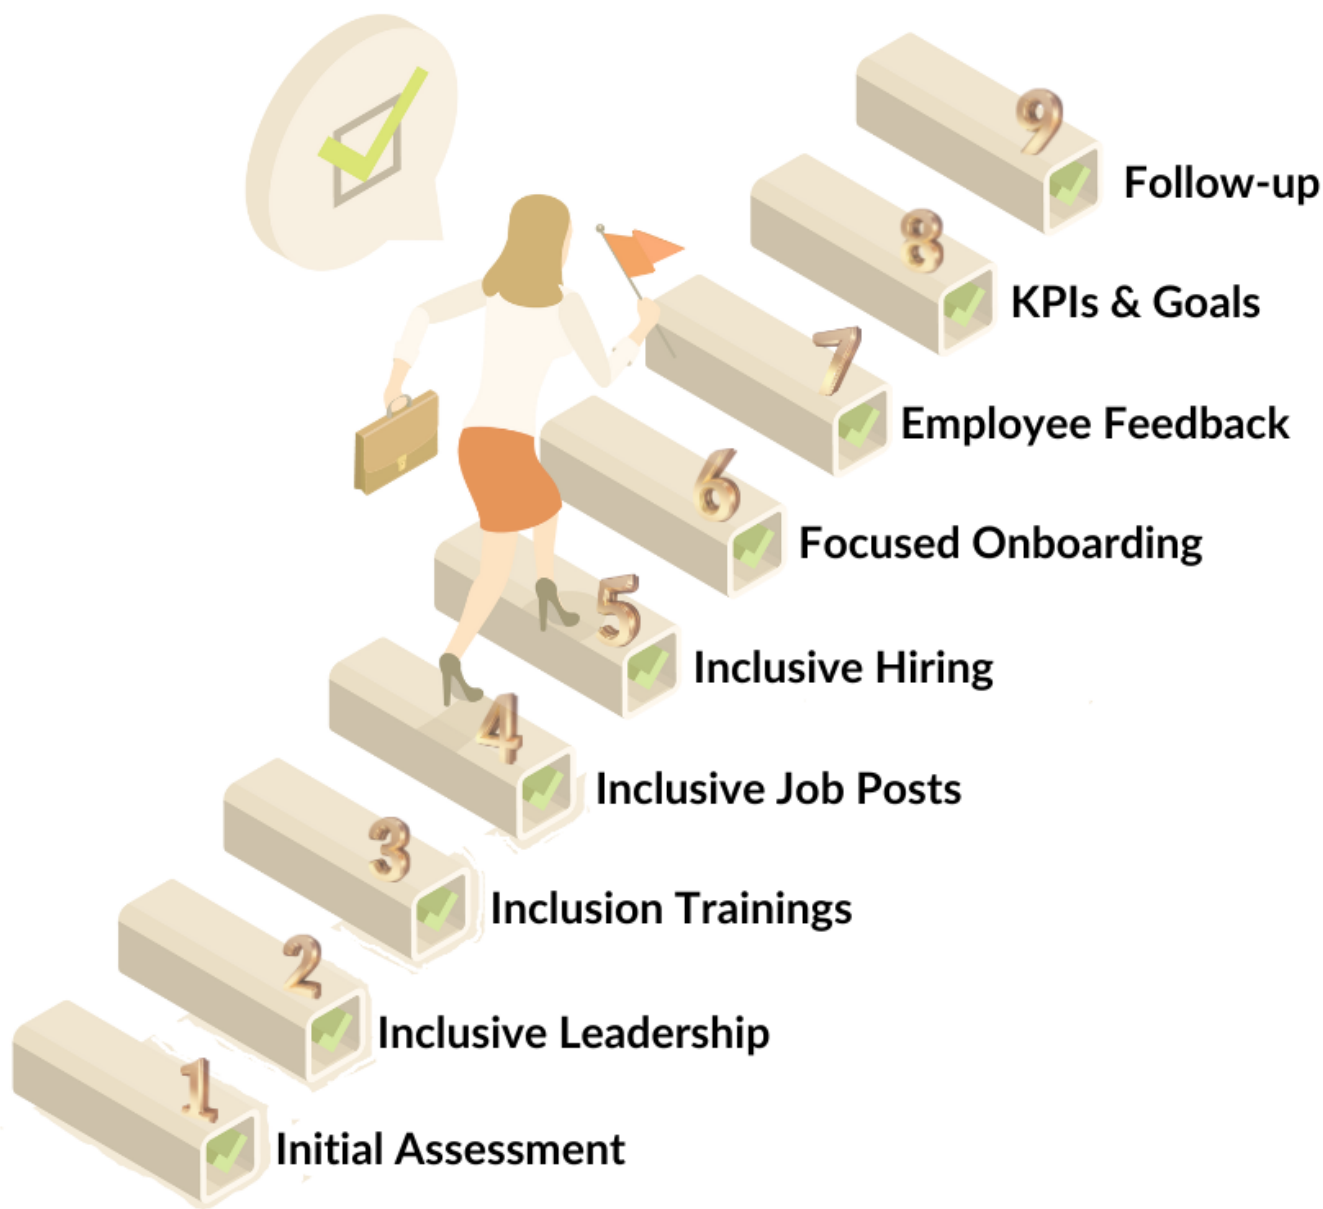 9
Follow-up
8
KPIs & Goals
7
Employee Feedback
6
Focused Onboarding
5
Inclusive Hiring
4
Inclusive Job Posts
3
Inclusion Trainings
2
Inclusive Leadership
1
Initial Assessment